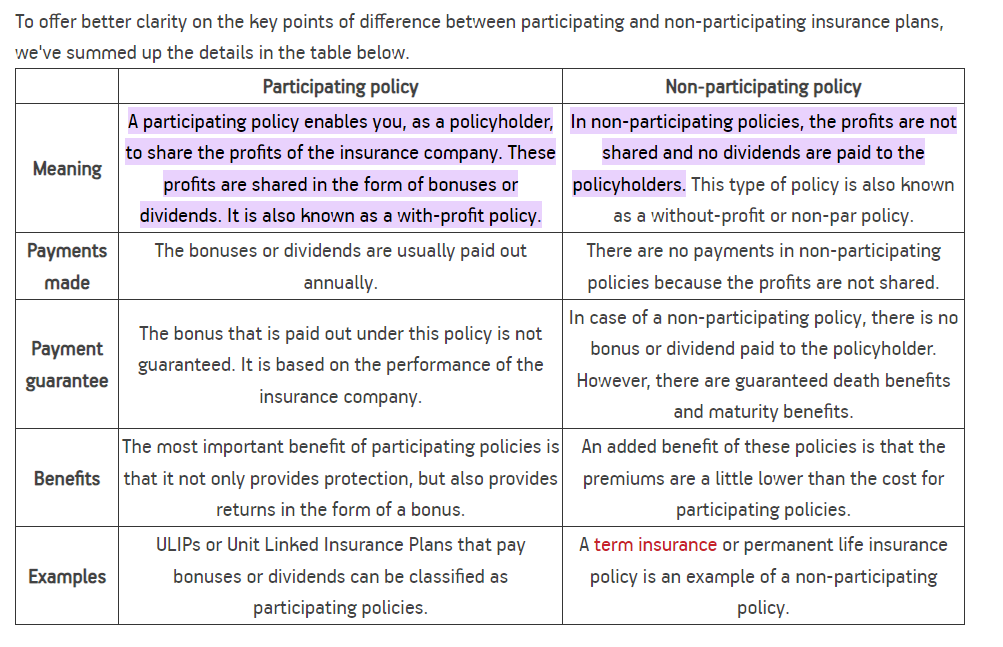 To offer better clarity on the key points of difference between participating and non-participating insurance plans,
we've summed up the details in the table below.
Participating policy
Non-participating policy
Meaning
A participating policy enables you, as a policyholder,
to share the profits of the insurance company. These
profits are shared in the form of bonuses or
dividends. It is also known as a with-profit policy.
In non-participating policies, the profits are not
shared and no dividends are paid to the
policyholders. This type of policy is also known
as a without-profit or non-par policy.
Payments
made
The bonuses or dividends are usually paid out
annually.
There are no payments in non-participating
policies because the profits are not shared.
Payment
guarantee
The bonus that is paid out under this policy is not
guaranteed. It is based on the performance of the
insurance company.
In case of a non-participating policy, there is no
bonus or dividend paid to the policyholder.
However, there are guaranteed death benefits
and maturity benefits.
Benefits
The most important benefit of participating policies is
that it not only provides protection, but also provides
returns in the form of a bonus.
An added benefit of these policies is that the
premiums are a little lower than the cost for
participating policies.
Examples
ULIPs or Unit Linked Insurance Plans that pay
bonuses or dividends can be classified as
participating policies.
A term insurance or permanent life insurance
policy is an example of a non-participating
policy.